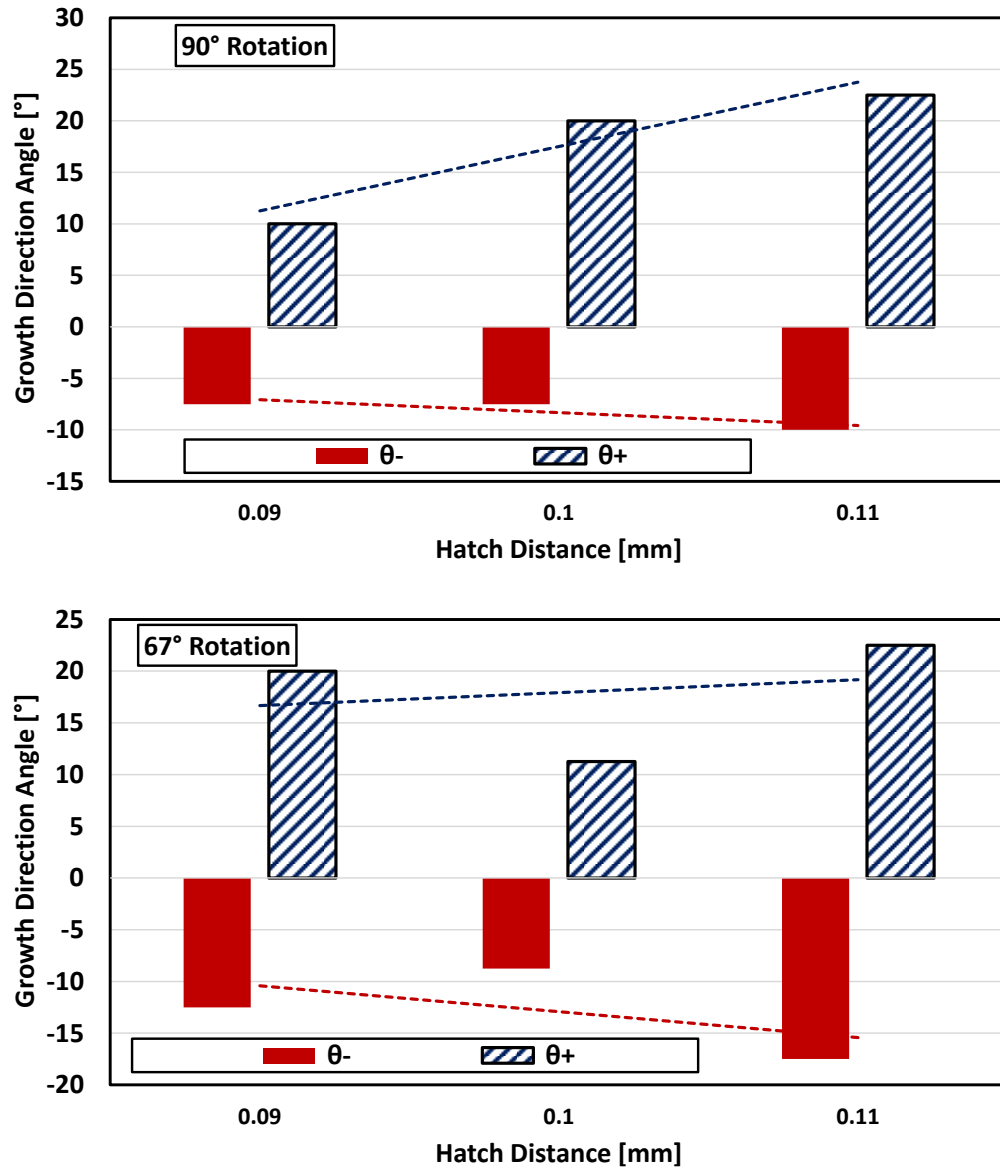 90° Rotation
Growth Direction Angle [°]
30
25
20
15
10
5
0
-5
-10
-15
θ- θ+
0.09 0.1 0.11
Hatch Distance [mm]
67° Rotation
Growth Direction Angle [°]
25
20
15
10
5
0
-5
-10
-15
-20
θ- θ+
0.09 0.1 0.11
Hatch Distance [mm]